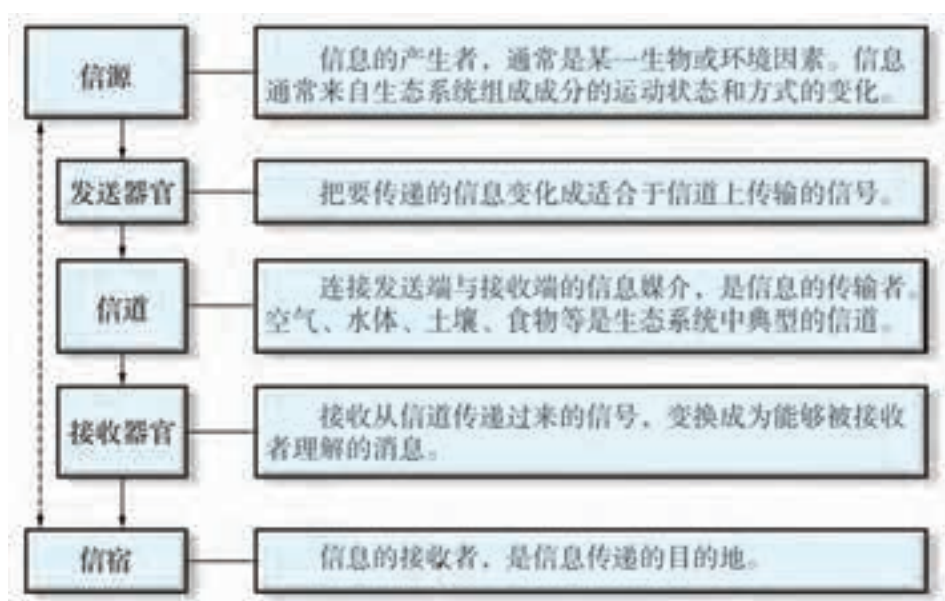 信源
信息的产生者，通常是某一生物或环境因素。信息
通常来自生态系统组成成分的运动状态和方式的变化。
发送器官
把要传递的信息变化成适合于信道上传输的信号。
信道
连接发送端与接收端的信息媒介，是信息的传输者。
空气、水体、土壤、食物等是生态系统中典型的信道。
接收器官
接收从信道传递过来的信号，变换成为能够被接收
者理解的消息。
信宿
信息的接收者，是信息传递的目的地。